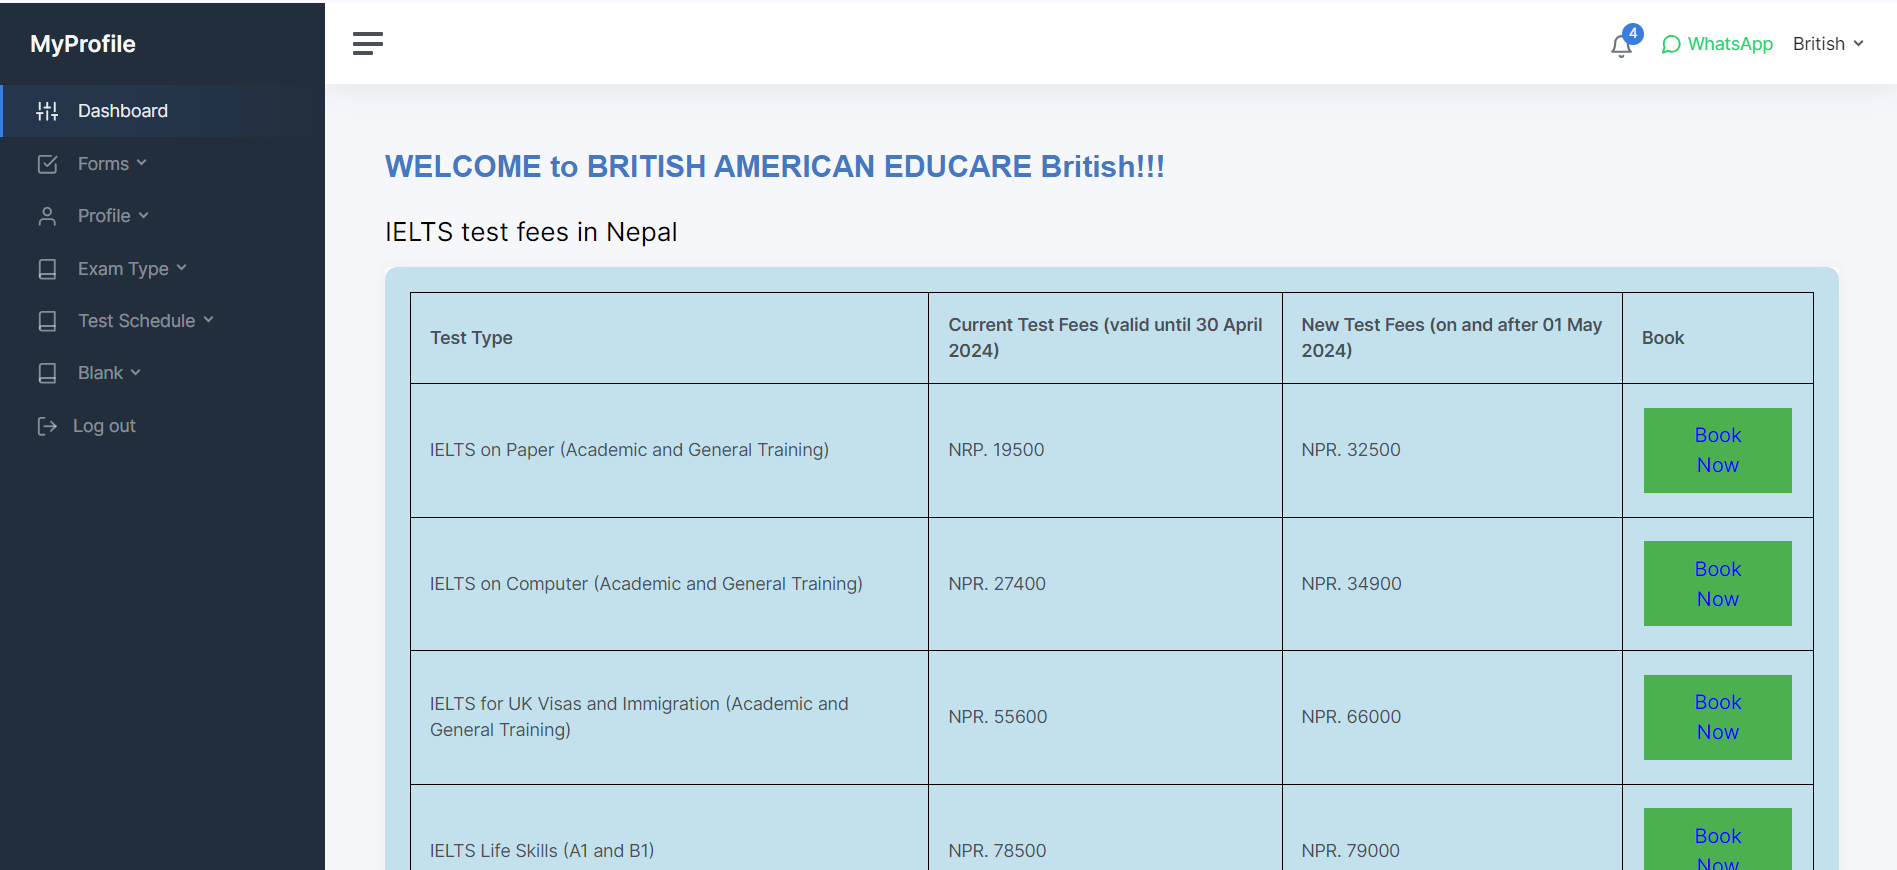 MyProfile
Dashboard
Forms
Profile
Exam Type
Test Schedule
Blank
Log out
4
WhatsApp
British
WELCOME to BRITISH AMERICAN EDUCARE British!!!
IELTS test fees in Nepal
Test Type
Current Test Fees (valid until 30 April
2024)
New Test Fees (on and after 01 May
2024)
Book
IELTS on Paper (Academic and General Training)
NRP. 19500
NPR. 32500
Book
Now
IELTS on Computer (Academic and General Training)
NPR. 27400
NPR. 34900
Book
Now
IELTS for UK Visas and Immigration (Academic and
General Training)
NPR. 55600
NPR. 66000
Book
Now
IELTS Life Skills (A1 and B1)
NPR. 78500
NPR. 79000
Book
Now